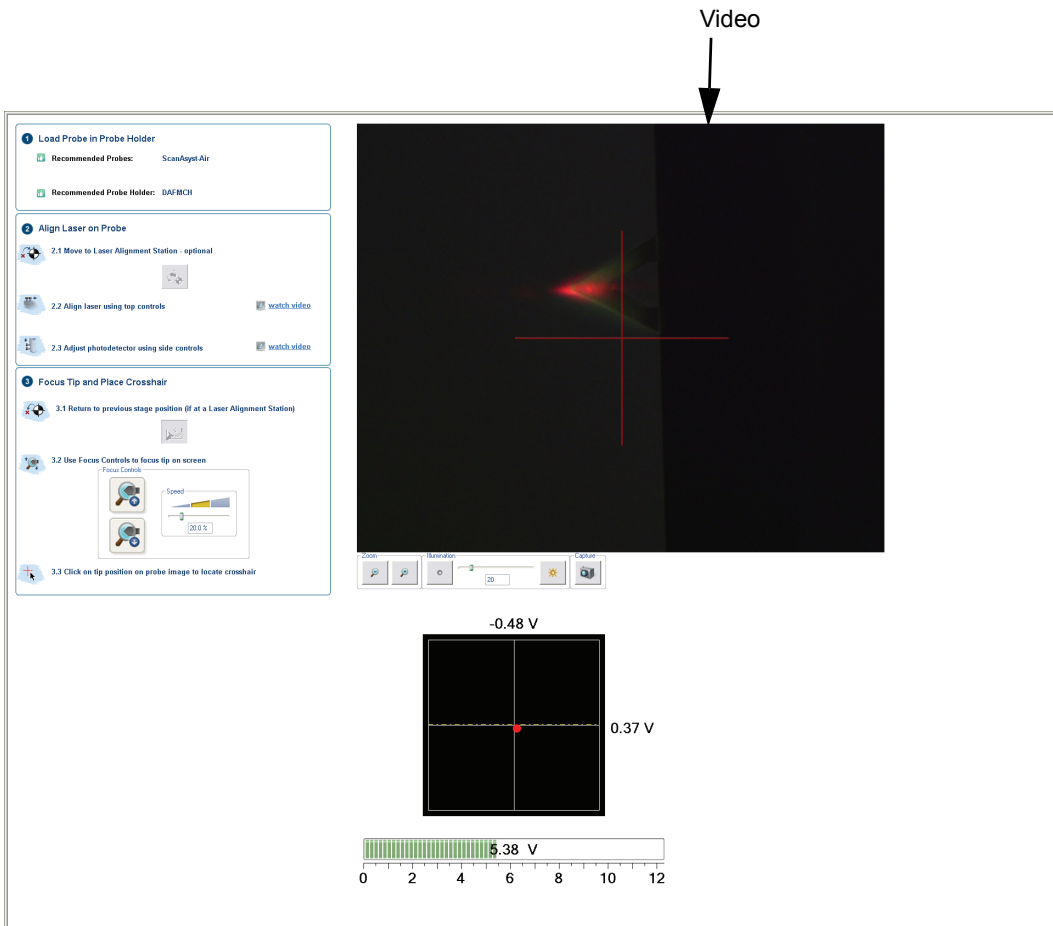 Video
1 Load Probe in Probe Holder
Recommended Probes: ScanAsyst-Air
Recommended Probe Holder: DAFMCH
2 Align Laser on Probe
2.1 Move to Laser Alignment Station - optional
2.2 Align laser using top controls watch video
2.3 Adjust photodetector using side controls watch video
3 Focus Tip and Place Crosshair
3.1 Return to previous stage position (if at a Laser Alignment Station)
3.2 Use Focus Controls to focus tip on screen
Focus Controls
Speed
20.0 %
3.3 Click on tip position on probe image to locate crosshair
Zoom Illumination Capture
20
-0.48 V
0.37 V
5.38 V
0 2 4 6 8 10 12